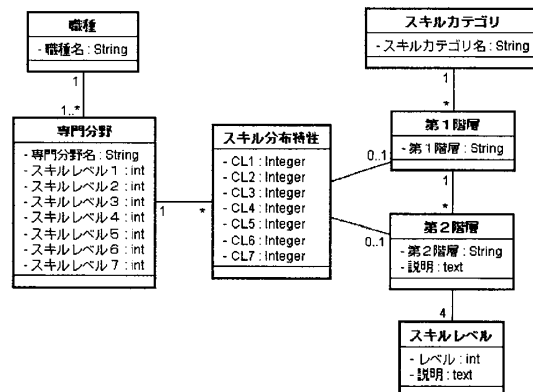 職種
- 職種名 : String
1
1..*
専門分野
- 専門分野名 : String
- スキルレベル1 : int
- スキルレベル2 : int
- スキルレベル3 : int
- スキルレベル4 : int
- スキルレベル5 : int
- スキルレベル6 : int
- スキルレベル7 : int
1
*
スキル分布特性
- CL1 : Integer
- CL2 : Integer
- CL3 : Integer
- CL4 : Integer
- CL5 : Integer
- CL6 : Integer
- CL7 : Integer
0..1
0..1
スキルカテゴリ
- スキルカテゴリ名 : String
1
*
第1階層
- 第1階層 : String
1
*
第2階層
- 第2階層 : String
- 説明 : text
4
スキルレベル
- レベル : int
- 説明 : text